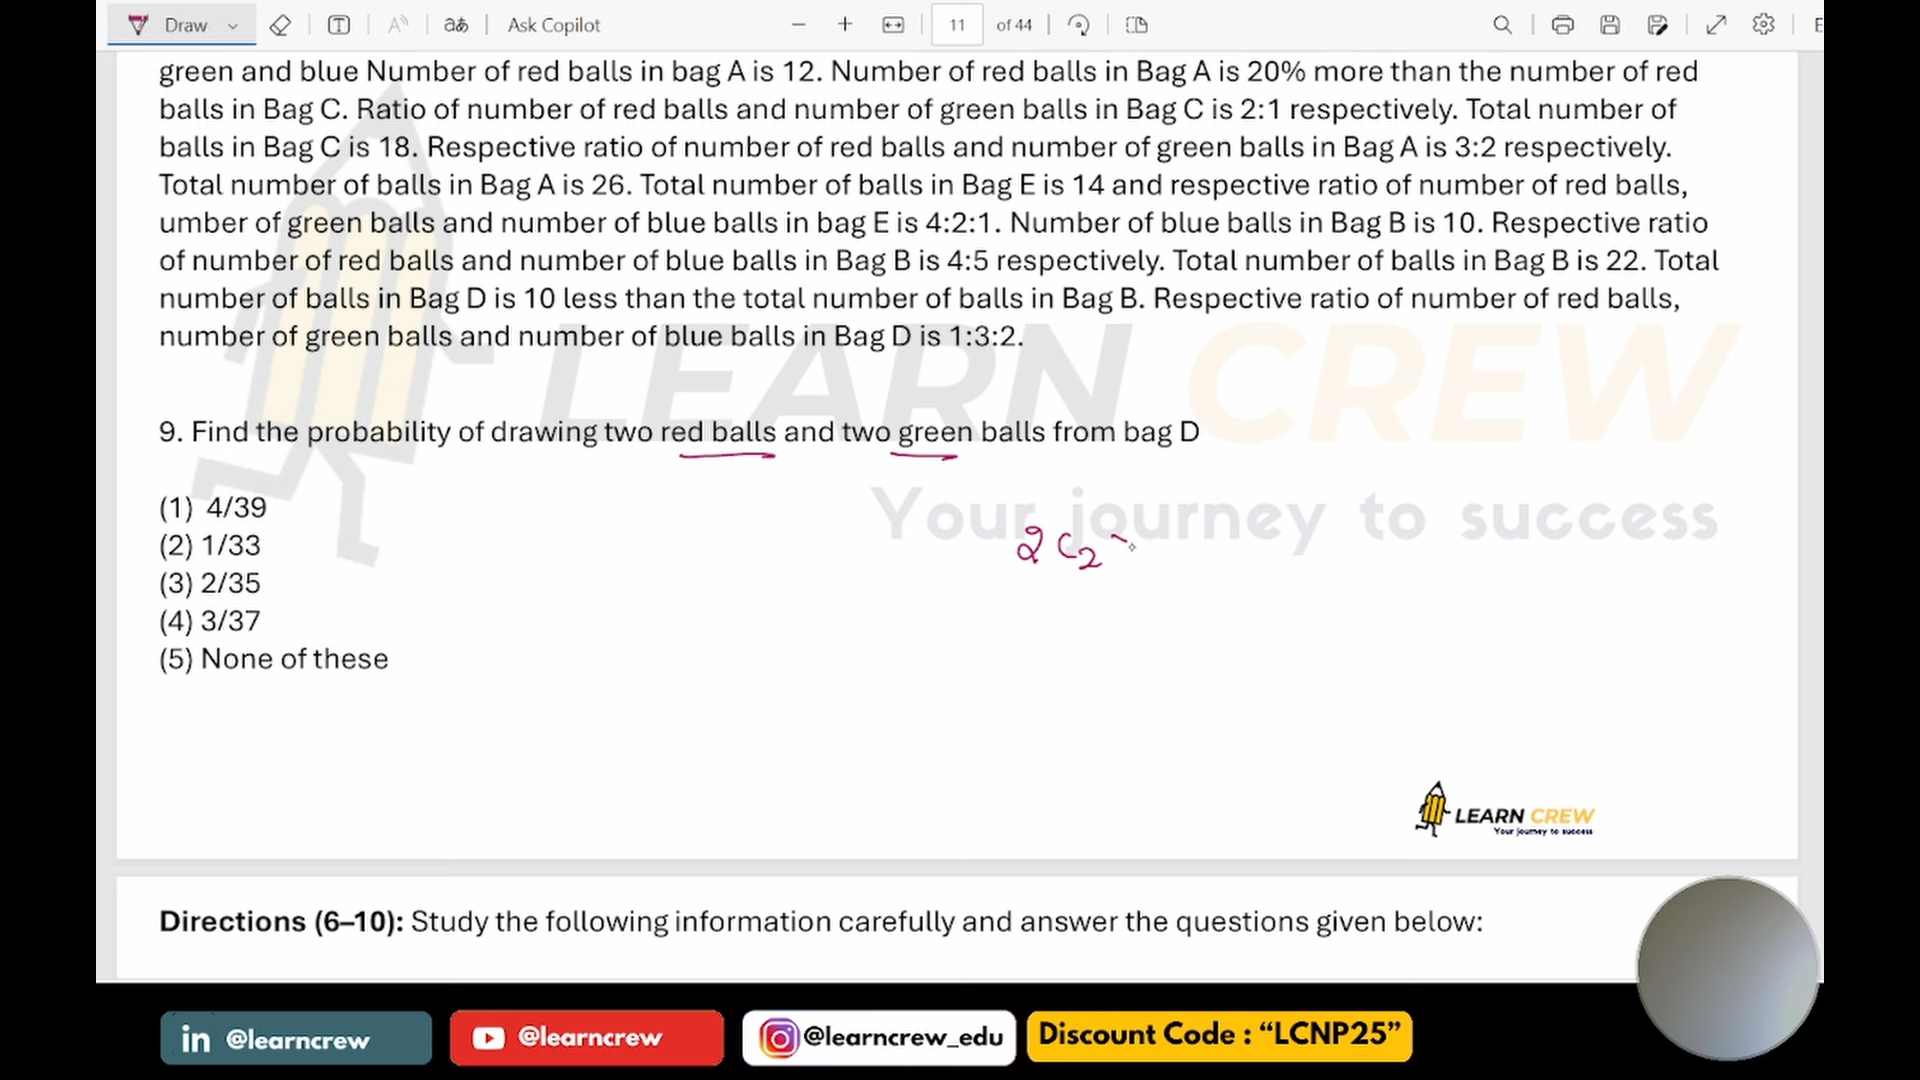 Draw
Ask Copilot
11 of 44
green and blue Number of red balls in bag A is 12. Number of red balls in Bag A is 20% more than the number of red
balls in Bag C. Ratio of number of red balls and number of green balls in Bag C is 2:1 respectively. Total number of
balls in Bag C is 18. Respective ratio of number of red balls and number of green balls in Bag A is 3:2 respectively.
Total number of balls in Bag A is 26. Total number of balls in Bag E is 14 and respective ratio of number of red balls,
umber of green balls and number of blue balls in bag E is 4:2:1. Number of blue balls in Bag B is 10. Respective ratio
of number of red balls and number of blue balls in Bag B is 4:5 respectively. Total number of balls in Bag B is 22. Total
number of balls in Bag D is 10 less than the total number of balls in Bag B. Respective ratio of number of red balls,
number of green balls and number of blue balls in Bag D is 1:3:2.
LEARN CREW
Your journey to success
9. Find the probability of drawing two red balls and two green balls from bag D
(1) 4/39
(2) 1/33
(3) 2/35
(4) 3/37
(5) None of these
2 C2
LEARN CREW
Your journey to success
Directions (6–10): Study the following information carefully and answer the questions given below:
in @learncrew
@learncrew
@learncrew_edu
Discount Code : “LCNP25”